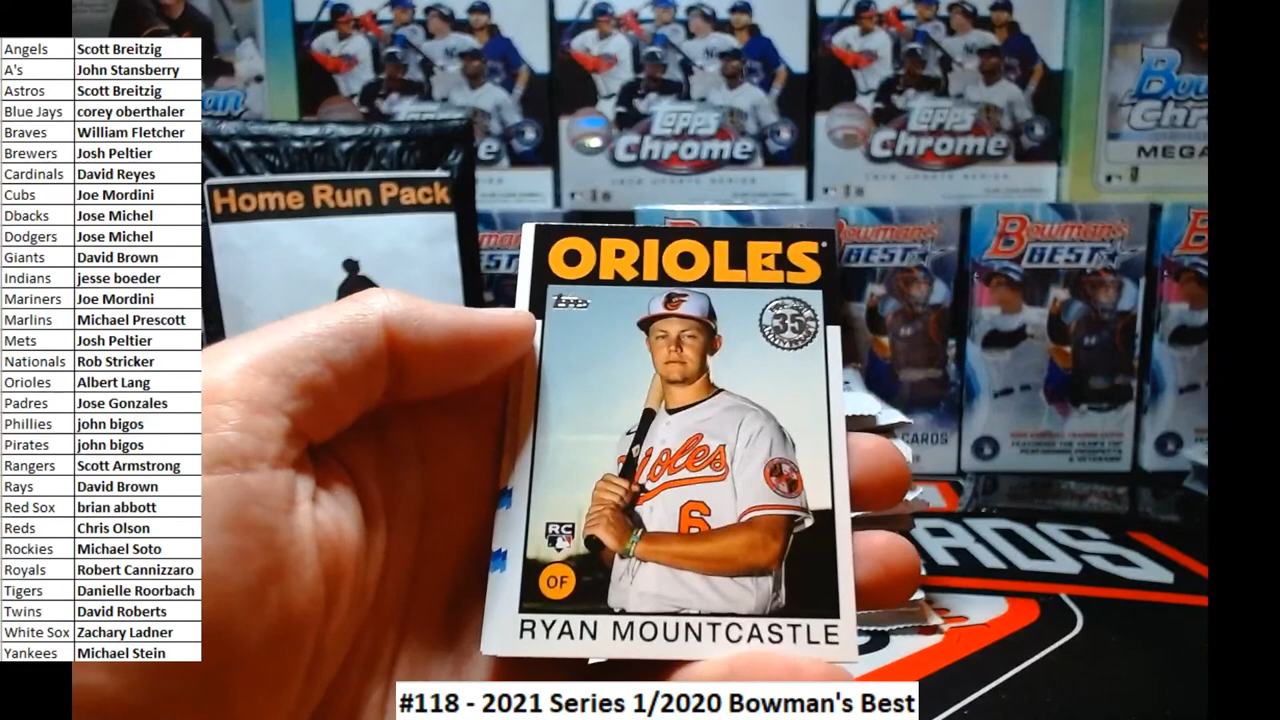 Angels Scott Breitzig
A's John Stansberry
Astros Scott Breitzig
Blue Jays corey oberthaler
Braves William Fletcher
Brewers Josh Peltier
Cardinals David Reyes
Cubs Joe Mordini
Dbacks Jose Michel
Dodgers Jose Michel
Giants David Brown
Indians jesse boeder
Mariners Joe Mordini
Marlins Michael Prescott
Mets Josh Peltier
Nationals Rob Stricker
Orioles Albert Lang
Padres Jose Gonzales
Phillies john bigos
Pirates john bigos
Rangers Scott Armstrong
Rays David Brown
Red Sox brian abbott
Reds Chris Olson
Rockies Michael Soto
Royals Robert Cannizzaro
Tigers Danielle Roorbach
Twins David Roberts
White Sox Zachary Ladner
Yankees Michael Stein
Home Run Pack
Topps
Chrome
Topps
Chrome
MEGA
Bowman's
BEST
CARDS
ORIOLES
Topps
35
Orioles
6
RC
OF
RYAN MOUNTCASTLE
#118 - 2021 Series 1/2020 Bowman's Best